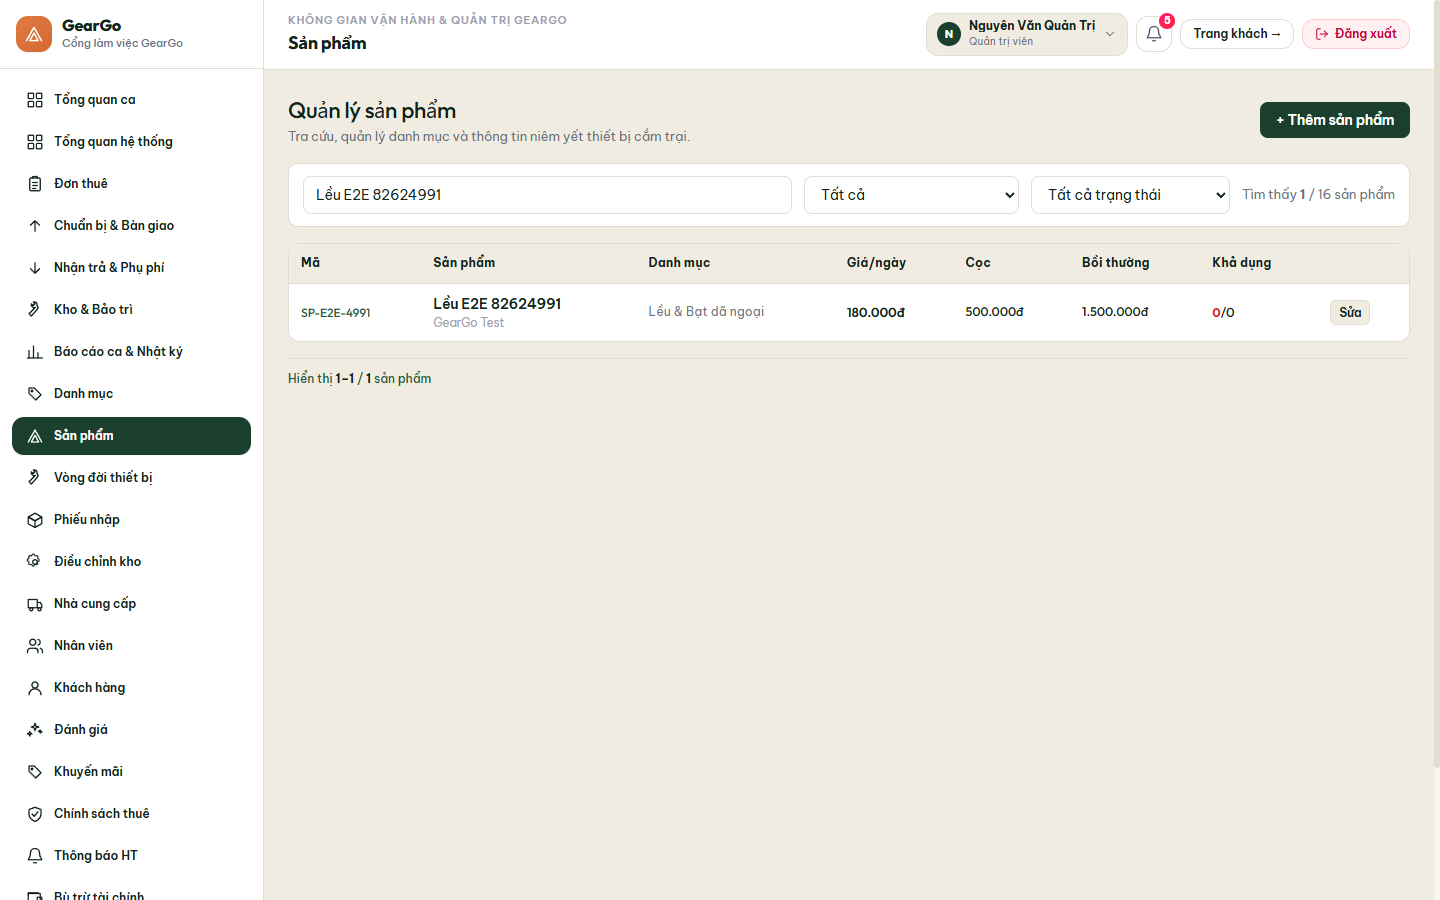 GearGo
Cổng làm việc GearGo
Tổng quan ca
Tổng quan hệ thống
Đơn thuê
Chuẩn bị & Bàn giao
Nhận trả & Phụ phí
Kho & Bảo trì
Báo cáo ca & Nhật ký
Danh mục
Sản phẩm
Vòng đời thiết bị
Phiếu nhập
Điều chỉnh kho
Nhà cung cấp
Nhân viên
Khách hàng
Đánh giá
Khuyến mãi
Chính sách thuê
Thông báo HT
Bù trừ tài chính
KHÔNG GIAN VẬN HÀNH & QUẢN TRỊ GEARGO
Sản phẩm
N
Nguyễn Văn Quản Trị
Quản trị viên
5
Trang khách →
Đăng xuất
Quản lý sản phẩm
Tra cứu, quản lý danh mục và thông tin niêm yết thiết bị cắm trại.
+ Thêm sản phẩm
Lều E2E 82624991
Tất cả
Tất cả trạng thái
Tìm thấy 1 / 16 sản phẩm
Mã Sản phẩm Danh mục Giá/ngày Cọc Bồi thường Khả dụng
SP-E2E-4991 Lều E2E 82624991 Lều & Bạt dã ngoại 180.000đ 500.000đ 1.500.000đ 0/0 Sửa
GearGo Test
Hiển thị 1–1 / 1 sản phẩm